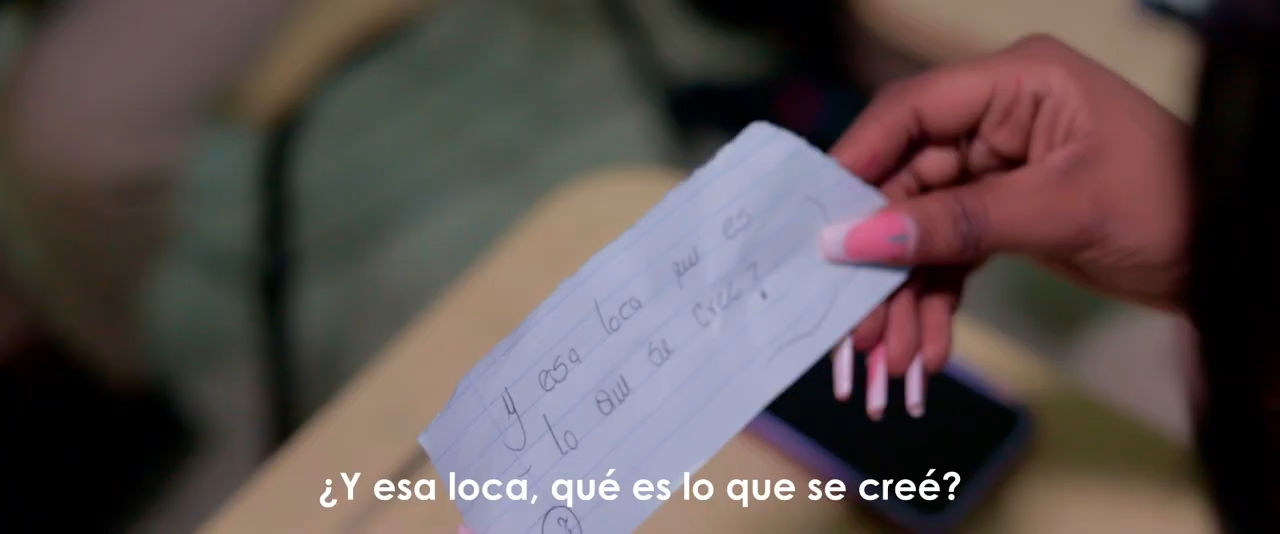 y esa loca que es
lo que se cree?
¿Y esa loca, qué es lo que se creé?